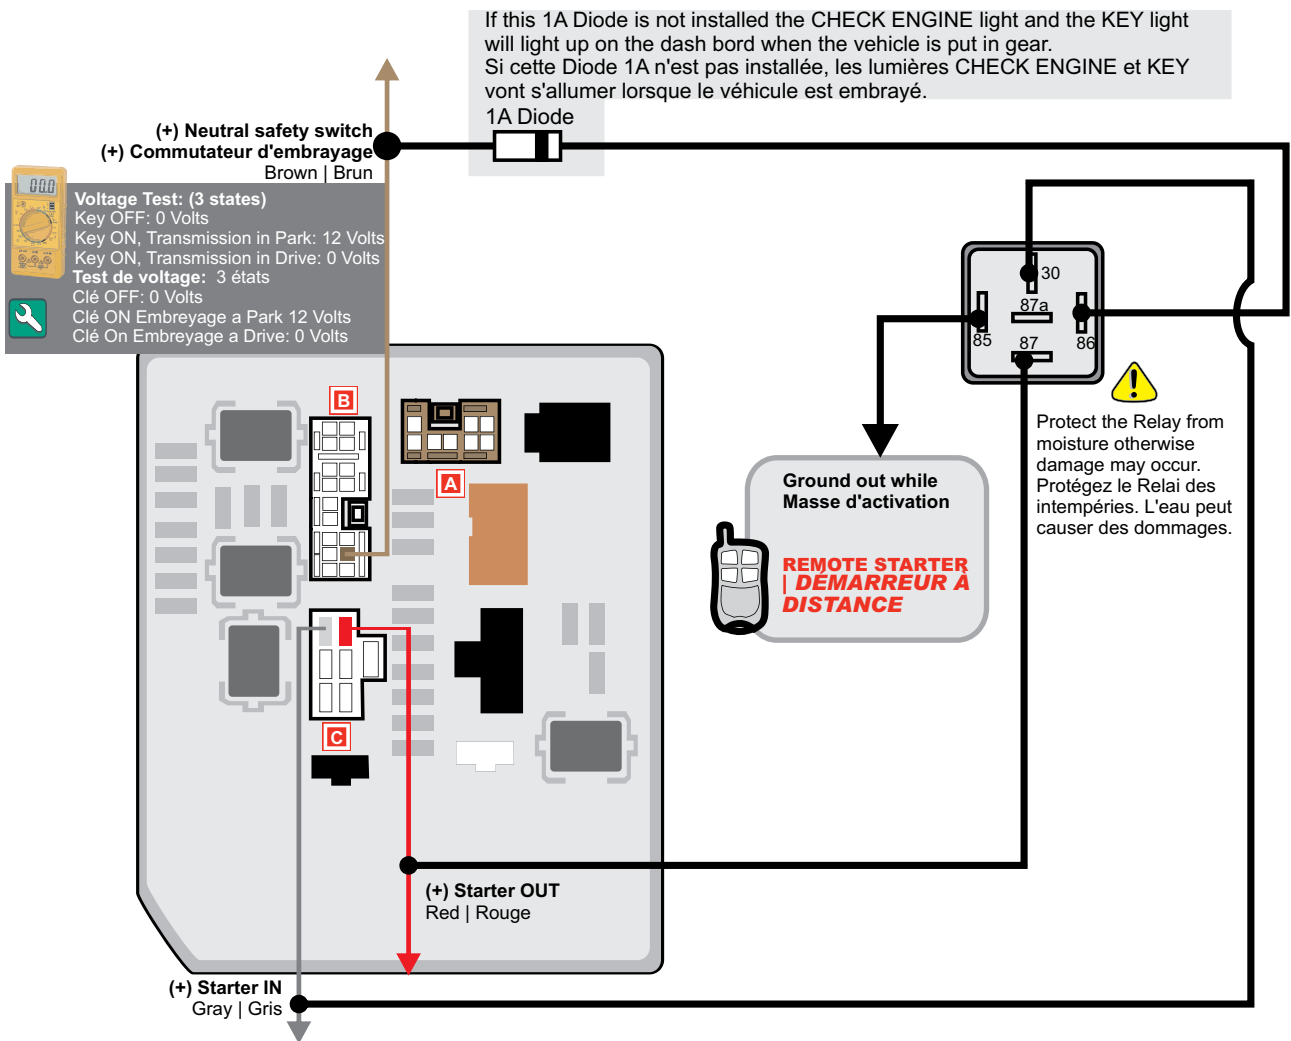 If this 1A Diode is not installed the CHECK ENGINE light and the KEY light
will light up on the dash bord when the vehicle is put in gear.
Si cette Diode 1A n'est pas installée, les lumières CHECK ENGINE et KEY
vont s'allumer lorsque le véhicule est embrayé.
1A Diode
(+) Neutral safety switch
(+) Commutateur d'embrayage
Brown | Brun
00.0
Voltage Test: (3 states)
Key OFF: 0 Volts
Key ON, Transmission in Park: 12 Volts
Key ON, Transmission in Drive: 0 Volts
Test de voltage: 3 états
Clé OFF: 0 Volts
Clé ON Embreyage a Park 12 Volts
Clé On Embreyage a Drive: 0 Volts
30
87a
85
87
86
Protect the Relay from
moisture otherwise
damage may occur.
Protégez le Relai des
intempéries. L'eau peut
causer des dommages.
B
A
Ground out while
Masse d'activation
REMOTE STARTER
| DÉMARREUR À
DISTANCE
C
(+) Starter OUT
Red | Rouge
(+) Starter IN
Gray | Gris